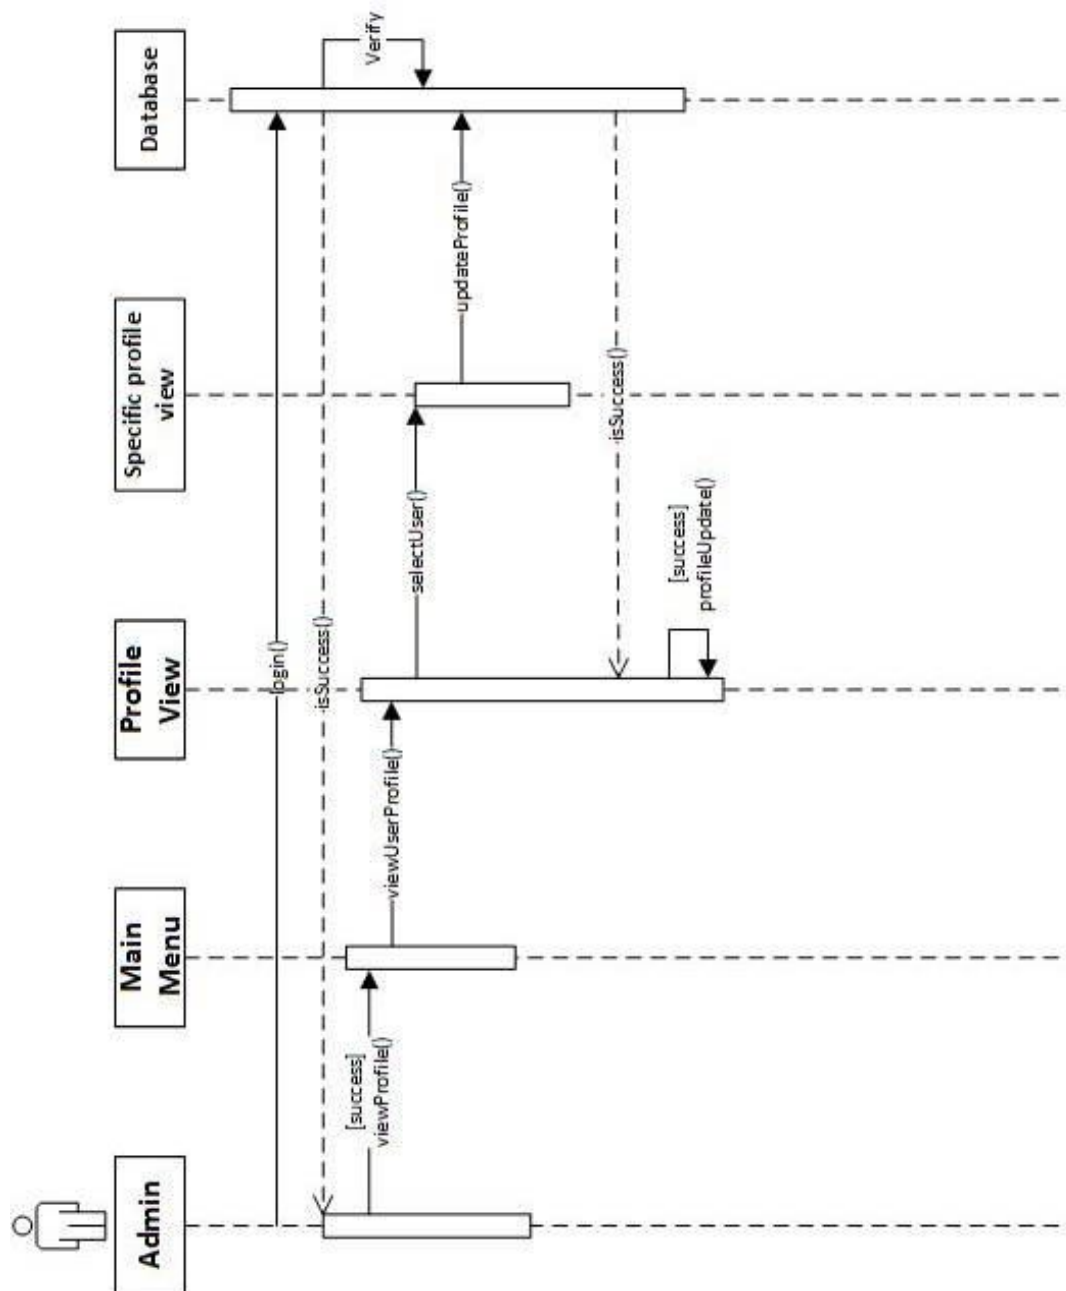 Admin
Main
Menu
Profile
View
Specific profile
view
Database
login()
isSuccess()
Verify
[success]
viewProfile()
viewUserProfile()
selectUser()
updateProfile()
isSuccess()
[success]
profileUpdate()